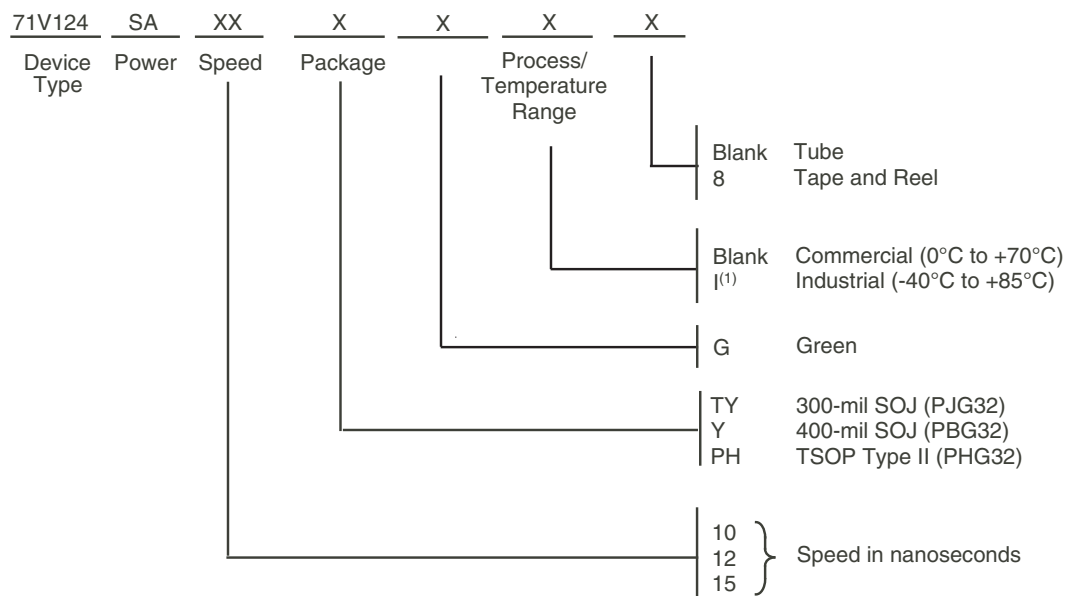 71V124 SA XX X X X X
Device Type Power Speed Package Process/ Temperature Range
Blank Tube
8 Tape and Reel
Blank Commercial (0°C to +70°C)
I(1) Industrial (-40°C to +85°C)
G Green
TY 300-mil SOJ (PJG32)
Y 400-mil SOJ (PBG32)
PH TSOP Type II (PHG32)
10
12 Speed in nanoseconds
15